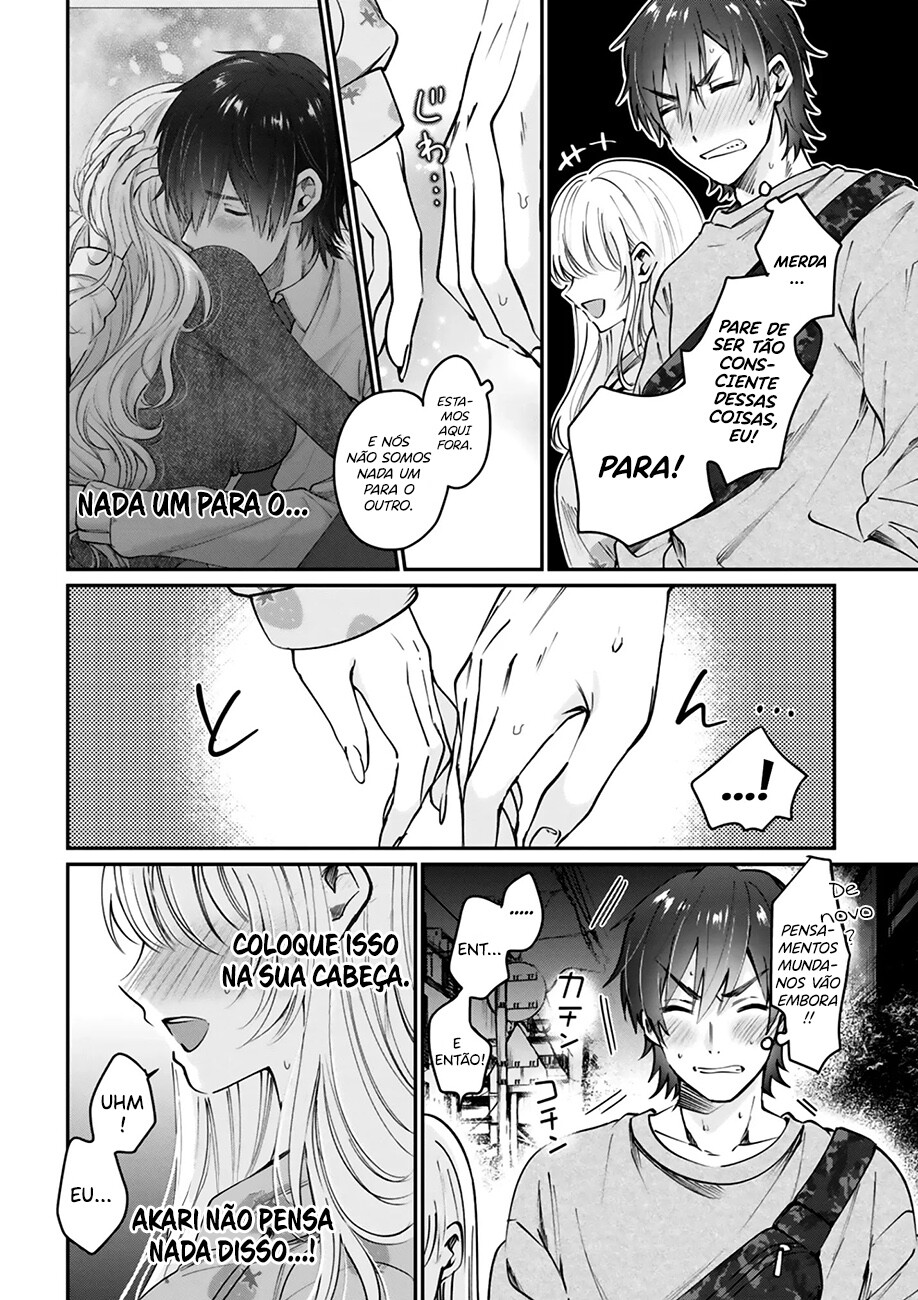 MERDA
...
PARE DE
SER TÃO
CONS-
CIENTE
DESSAS
COISAS,
EU!
PARA!
じわ...
ESTA-
MOS
AQUI
FORA.
E NÓS
NÃO SOMOS
NADA UM
PARA O
OUTRO.
NADA UM PARA O...
とん...
....!
De
novo
?
PENSA-
MENTOS
MUNDA-
NOS VÃO
EMBORA
!!
カチン
コチン
......
ENT...
E
ENTÃO!
COLOQUE ISSO
NA SUA CABEÇA.
UHM
!
EU...
AKARI NÃO PENSA
NADA DISSO...!